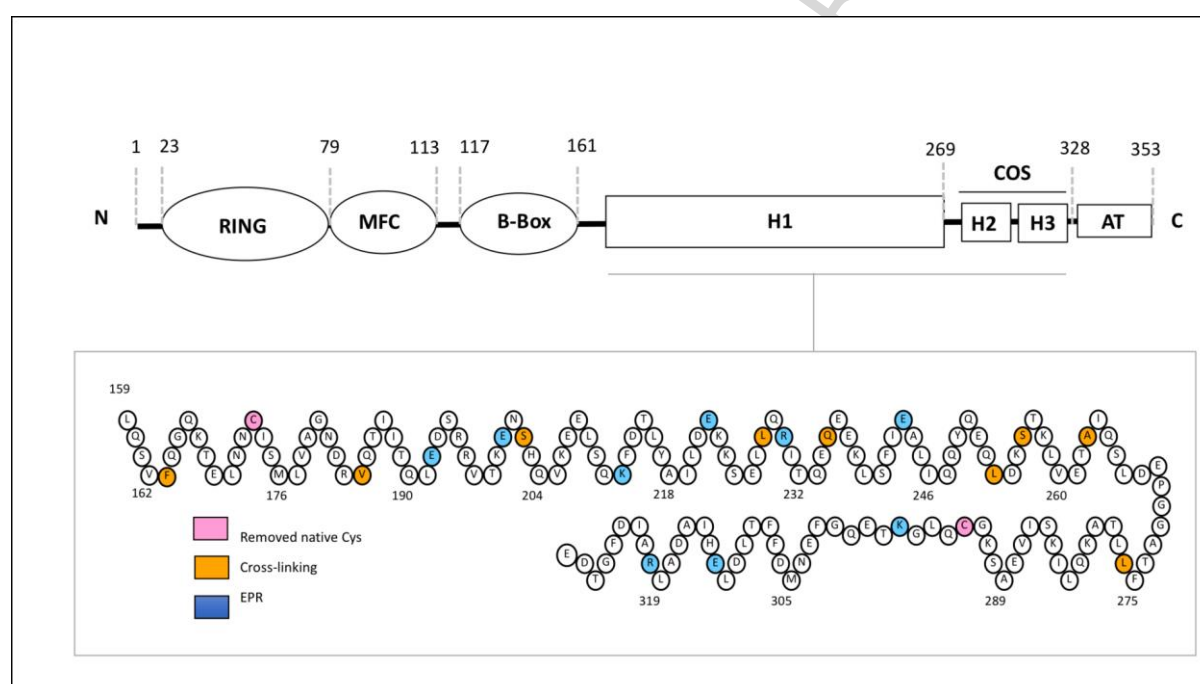 1 23 79 113 117 161 269 328 353
COS
N RING MFC B-Box H1 H2 H3 AT C
159
L Q S V F Q G Q K T E L N N C I S M L V A G N D R V Q T I I T Q L E D S R R V T K E N S H Q V K E E L S Q K F D T L Y A I L D E K K S E L L Q R I T Q E Q E E K L S F I E A L I Q Q Y Q E Q L D K S T K L V E T A I Q S L D E
162 176 190 204 218 232 246 260
E D T G F D I A R L A D A I H E L D L T F F D M N E F G Q E T K G L Q C G K S A E V I S K I L Q K A T L L F T A G G P
319 305 289 275
Removed native Cys
Cross-linking
EPR